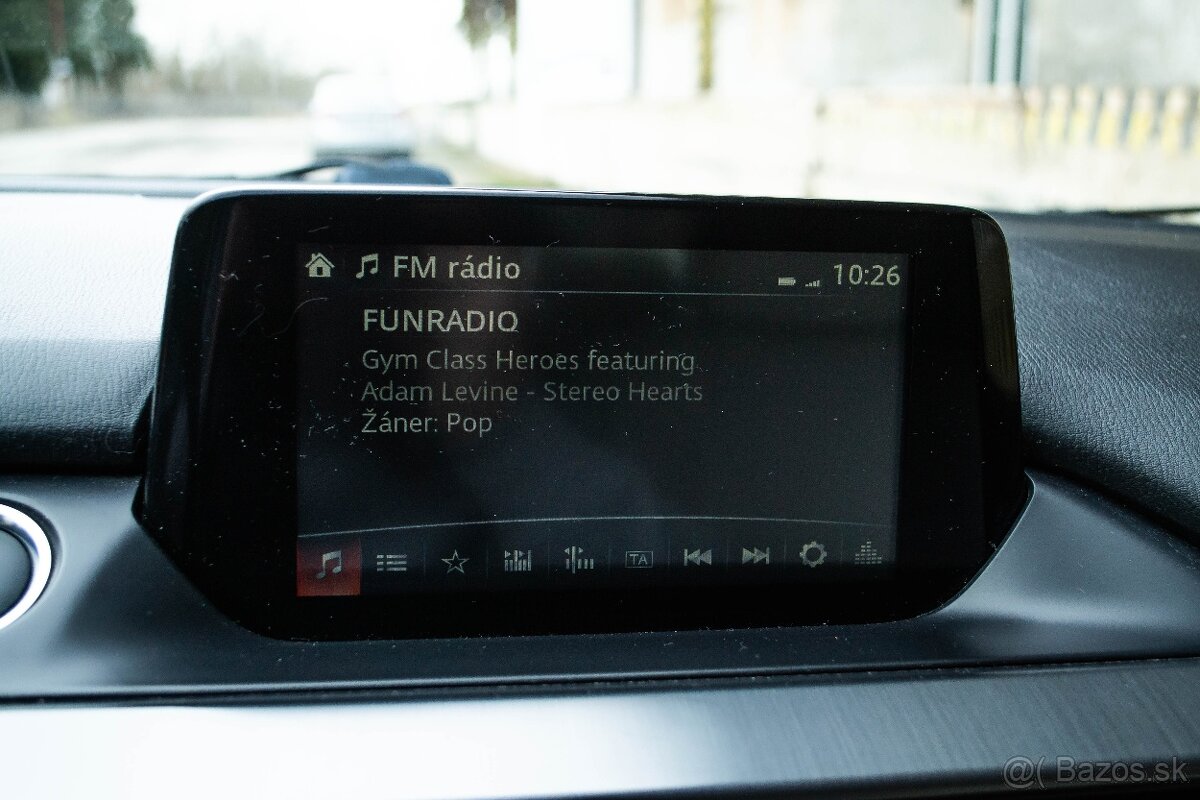 FM rádio
10:26
FUNRADIO
Gym Class Heroes featuring
Adam Levine - Stereo Hearts
Žáner: Pop
TA
@( Bazos.sk